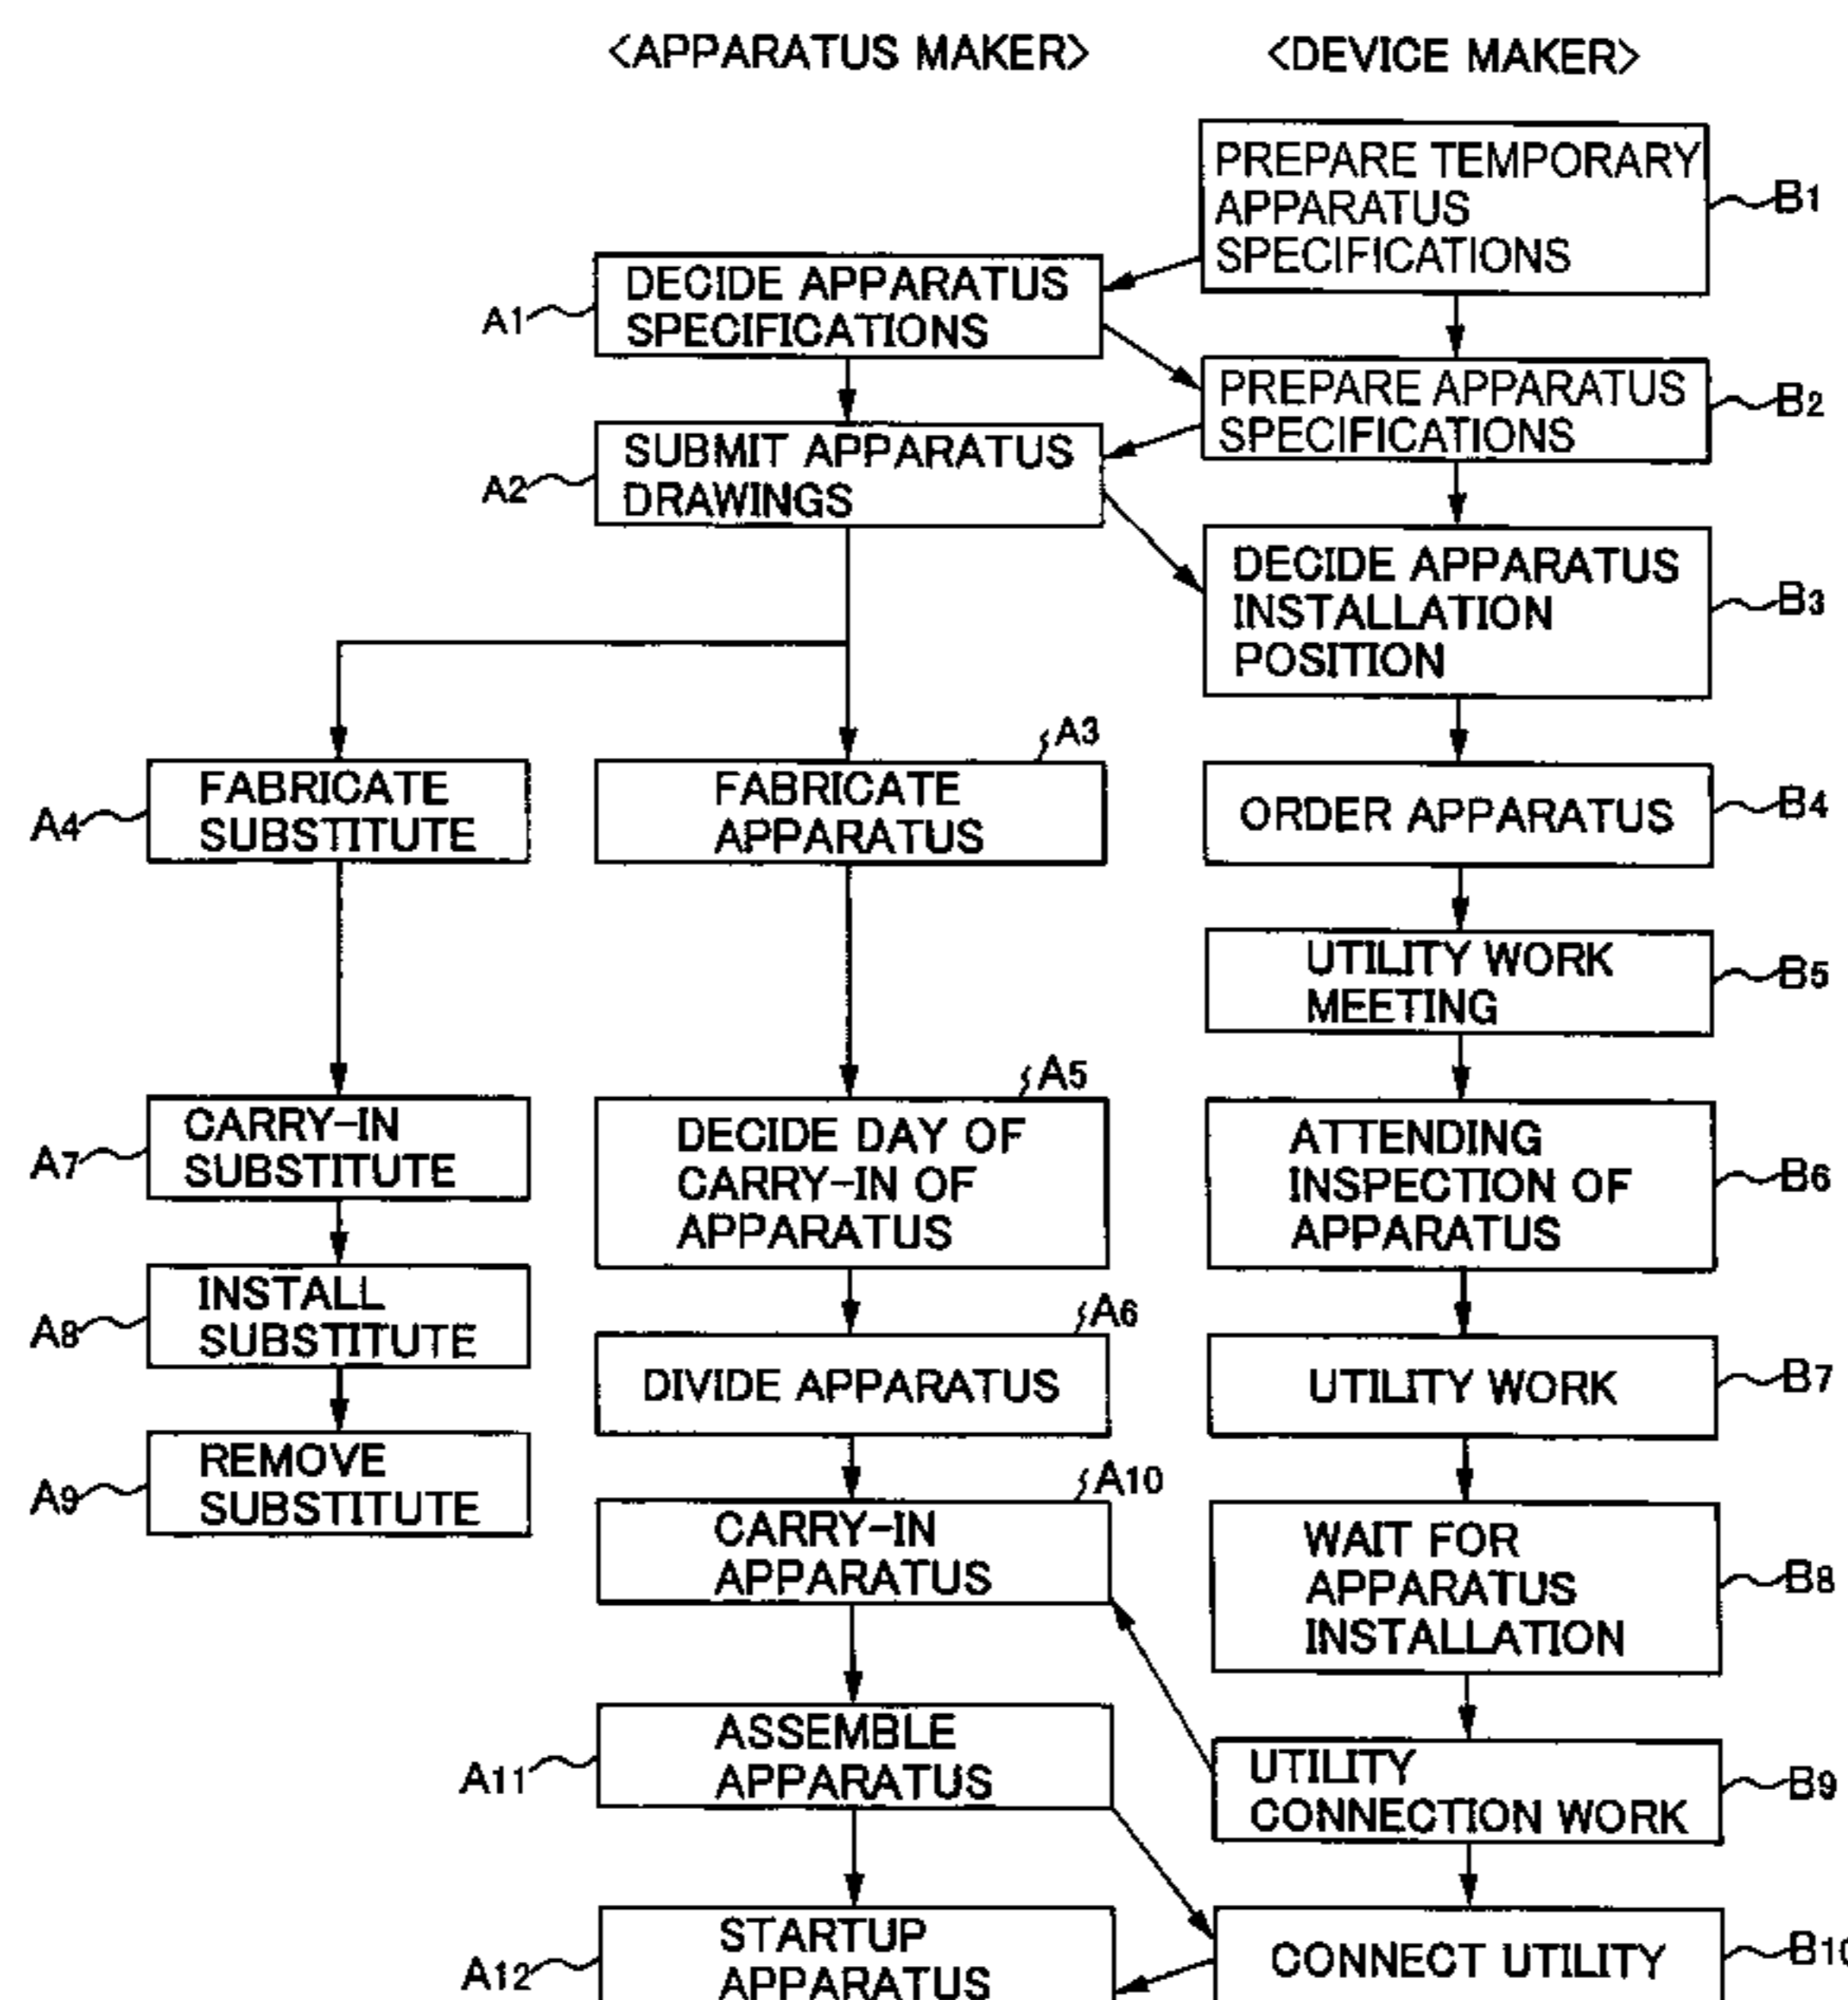 <APPARATUS MAKER>
<DEVICE MAKER>
PREPARE TEMPORARY
APPARATUS
SPECIFICATIONS
B1
DECIDE APPARATUS
SPECIFICATIONS
A1
PREPARE APPARATUS
SPECIFICATIONS
B2
SUBMIT APPARATUS
DRAWINGS
A2
DECIDE APPARATUS
INSTALLATION
POSITION
B3
A4
FABRICATE
SUBSTITUTE
A3
FABRICATE
APPARATUS
ORDER APPARATUS
B4
UTILITY WORK
MEETING
B5
A7
CARRY-IN
SUBSTITUTE
A5
DECIDE DAY OF
CARRY-IN OF
APPARATUS
ATTENDING
INSPECTION OF
APPARATUS
B6
A8
INSTALL
SUBSTITUTE
A6
DIVIDE APPARATUS
UTILITY WORK
B7
A9
REMOVE
SUBSTITUTE
A10
CARRY-IN
APPARATUS
WAIT FOR
APPARATUS
INSTALLATION
B8
A11
ASSEMBLE
APPARATUS
UTILITY
CONNECTION WORK
B9
A12
STARTUP
APPARATUS
CONNECT UTILITY
B10